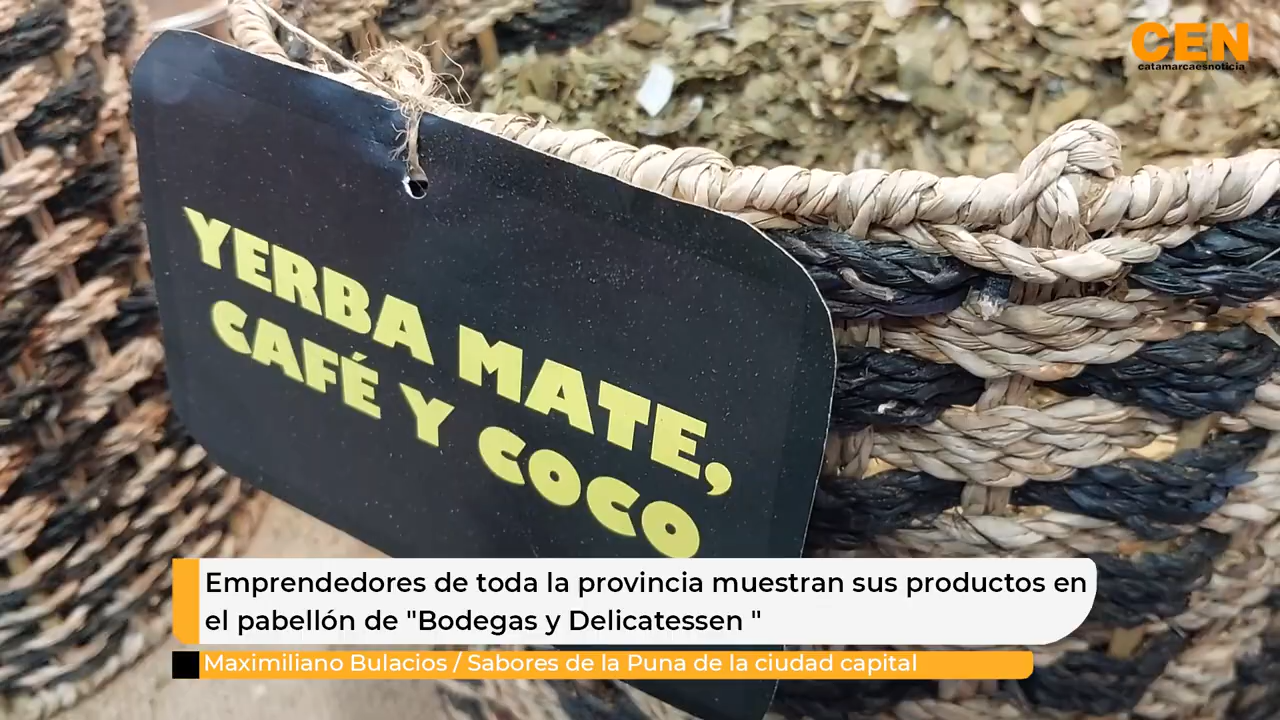 CEN
catamarcaesnoticia
YERBA MATE,
CAFÉ Y COCO
Emprendedores de toda la provincia muestran sus productos en
el pabellón de "Bodegas y Delicatessen "
Maximiliano Bulacios / Sabores de la Puna de la ciudad capital